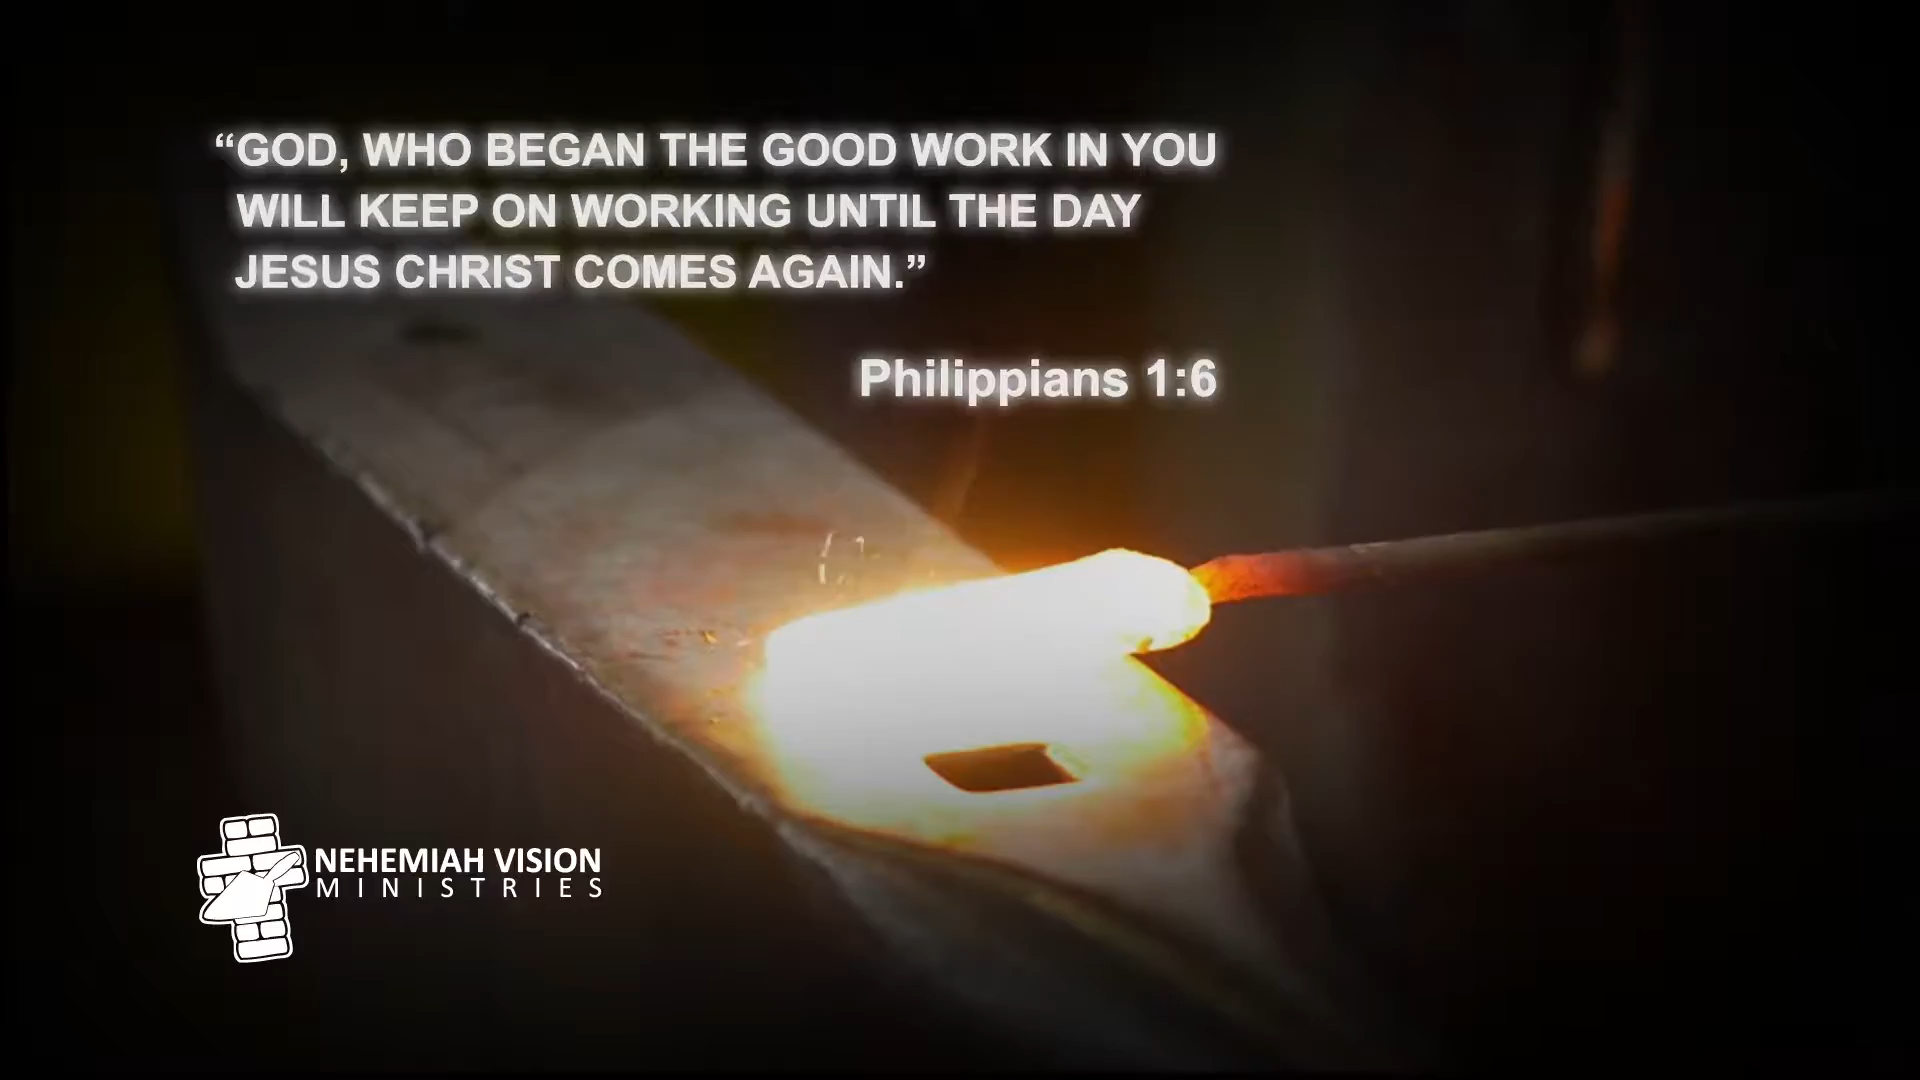 “GOD, WHO BEGAN THE GOOD WORK IN YOU
WILL KEEP ON WORKING UNTIL THE DAY
JESUS CHRIST COMES AGAIN.”
Philippians 1:6
NEHEMIAH VISION
MINISTRIES